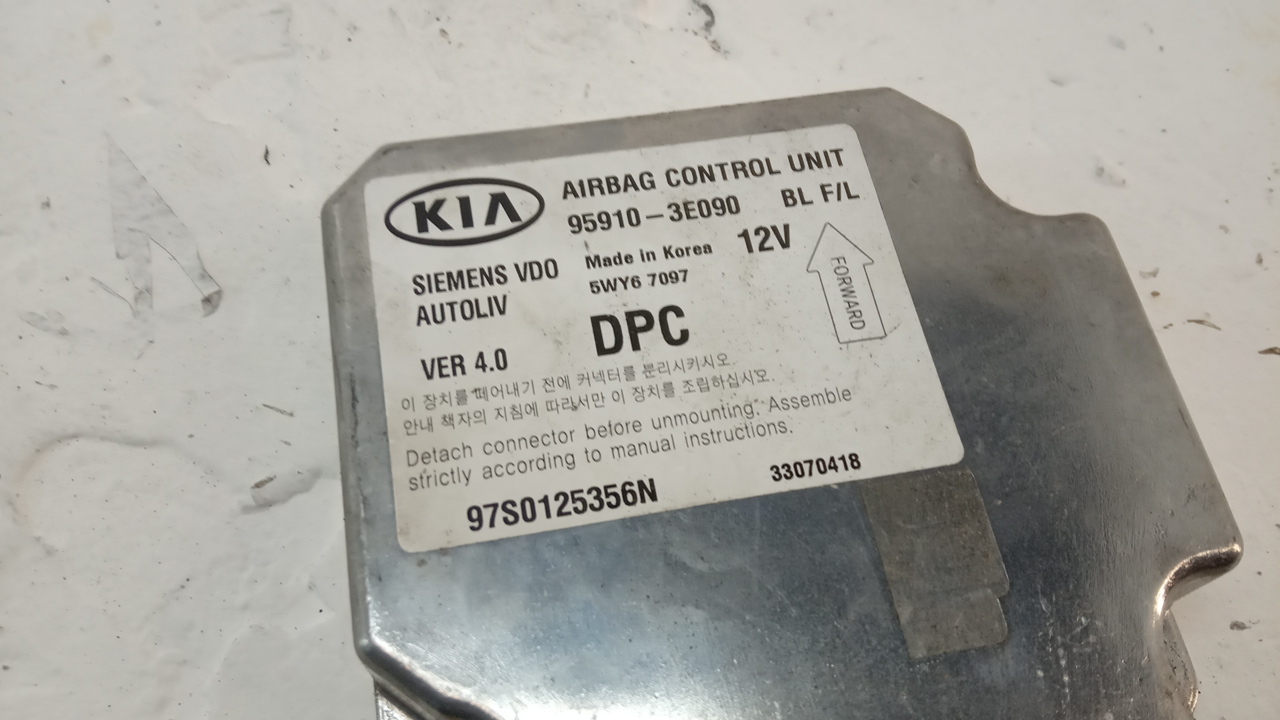 KIA
AIRBAG CONTROL UNIT
95910-3E090 BL F/L
SIEMENS VDO
AUTOLIV
Made in Korea 12V
5WY6 7097
FORWARD
VER 4.0
DPC
이 장치를 떼어내기 전에 커넥터를 분리시키시오.
안내 책자의 지침에 따라서만 이 장치를 조립하십시오.
Detach connector before unmounting. Assemble
strictly according to manual instructions.
97S0125356N
33070418